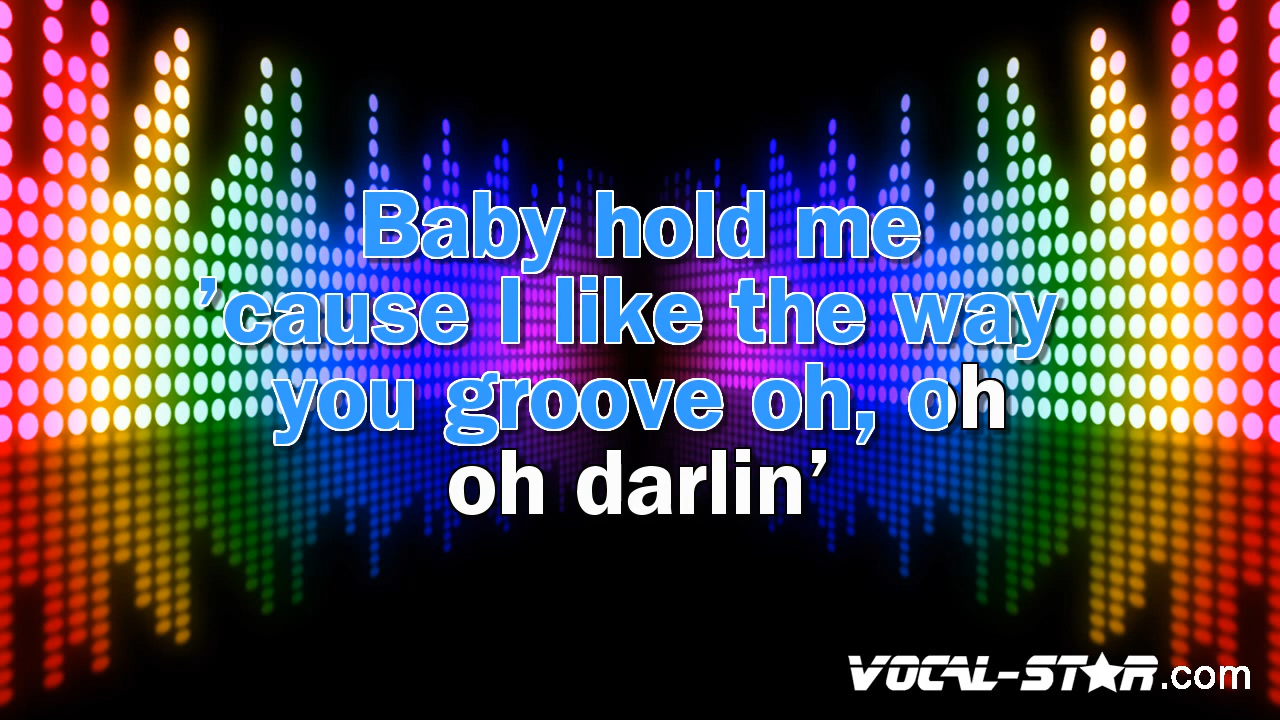 Baby hold me
’cause I like the way
you groove oh, oh
oh darlin’
VOCAL-STAR.com